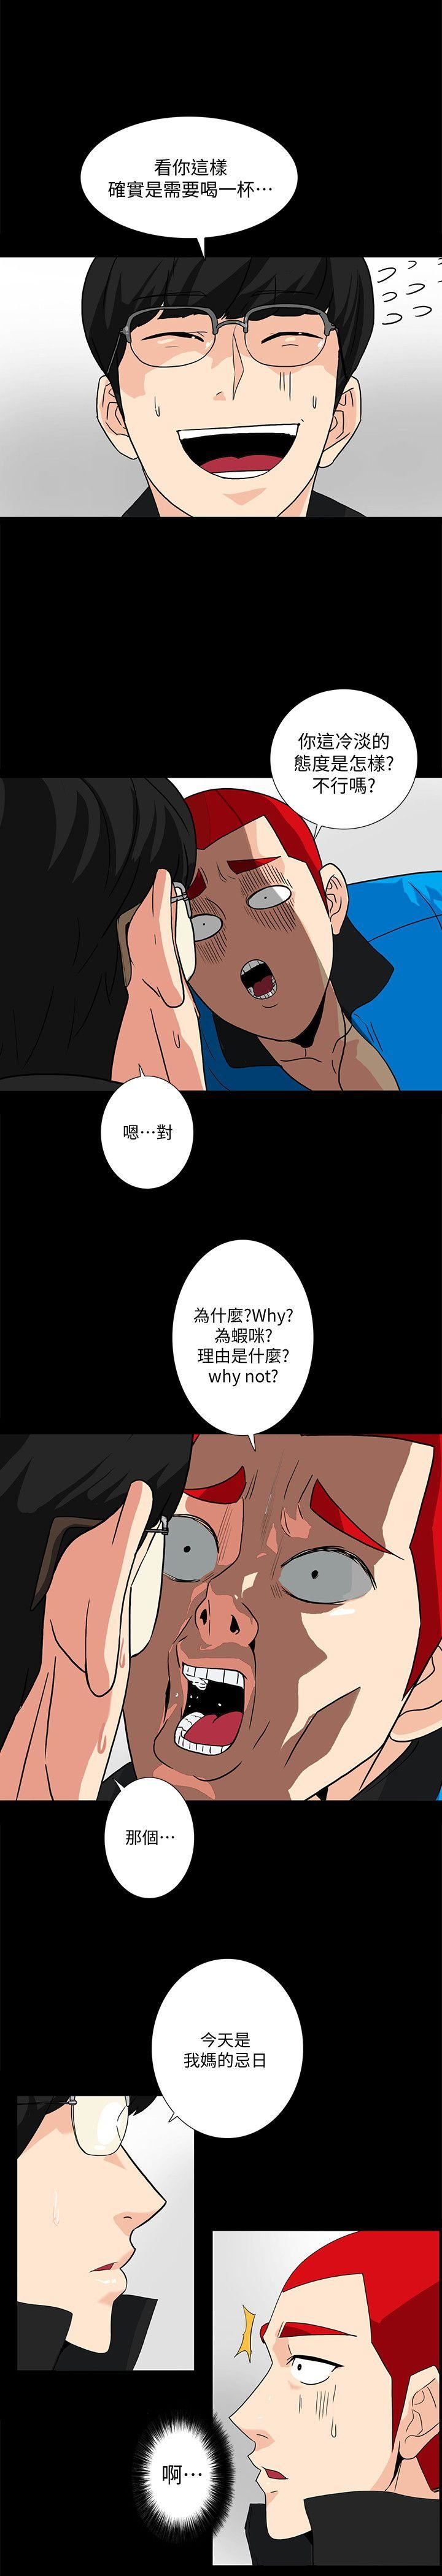 看你這樣
確實是需要喝一杯⋯
你這冷淡的
態度是怎樣?
不行嗎?
嗯⋯對
為什麼?Why?
為蝦咪?
理由是什麼?
why not?
那個⋯
今天是
我媽的忌日
啊⋯